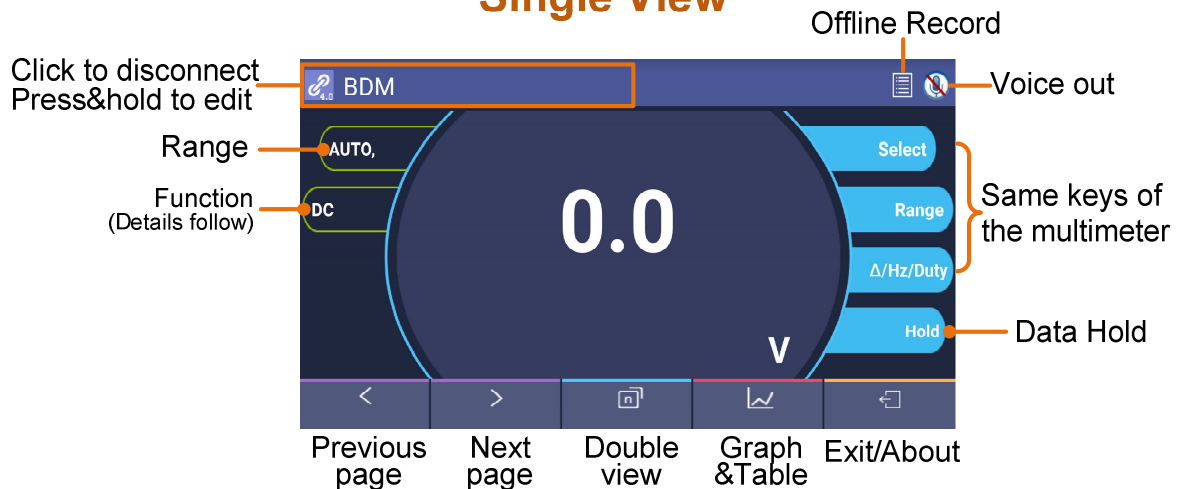 Single View
Offline Record
Click to disconnect
Press&hold to edit
4.0
BDM
Voice out
Range
AUTO,
Function
(Details follow)
DC
0.0
V
Select
Range
Δ/Hz/Duty
Hold
Same keys of
the multimeter
Data Hold
<
>
n
Previous
page
Next
page
Double
view
Graph
&Table
Exit/About